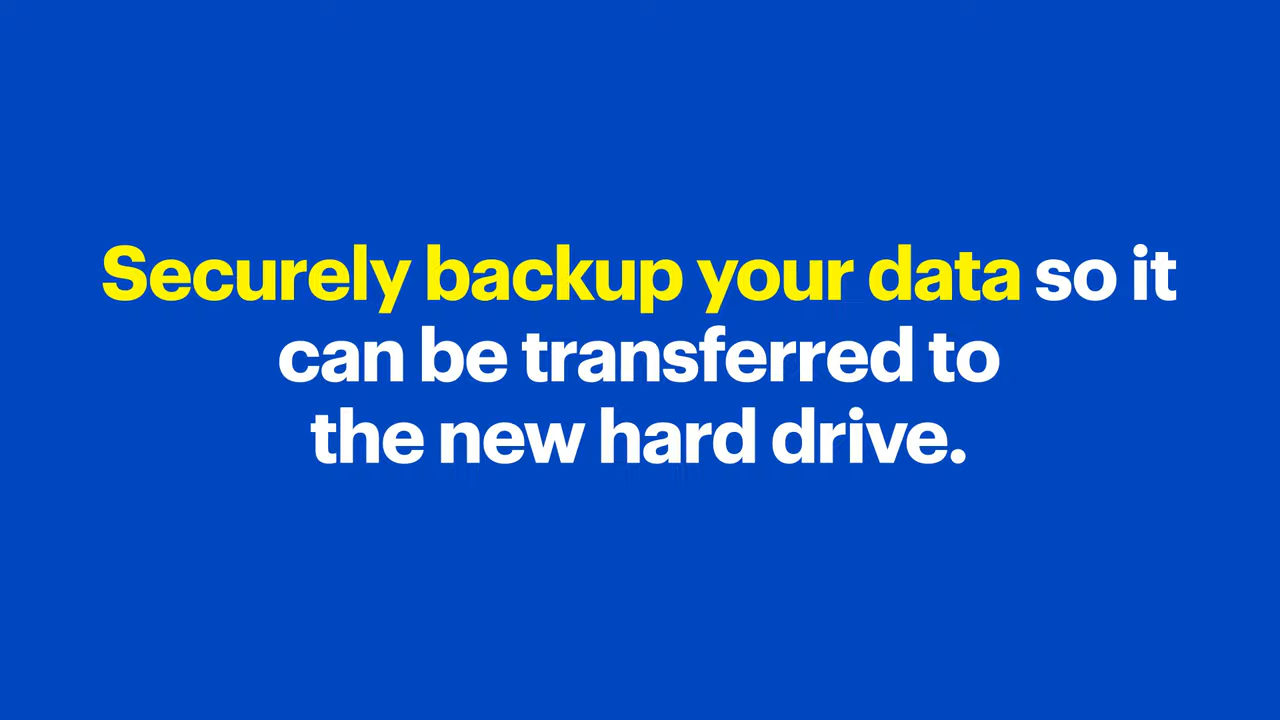 Securely backup your data so it
can be transferred to
the new hard drive.